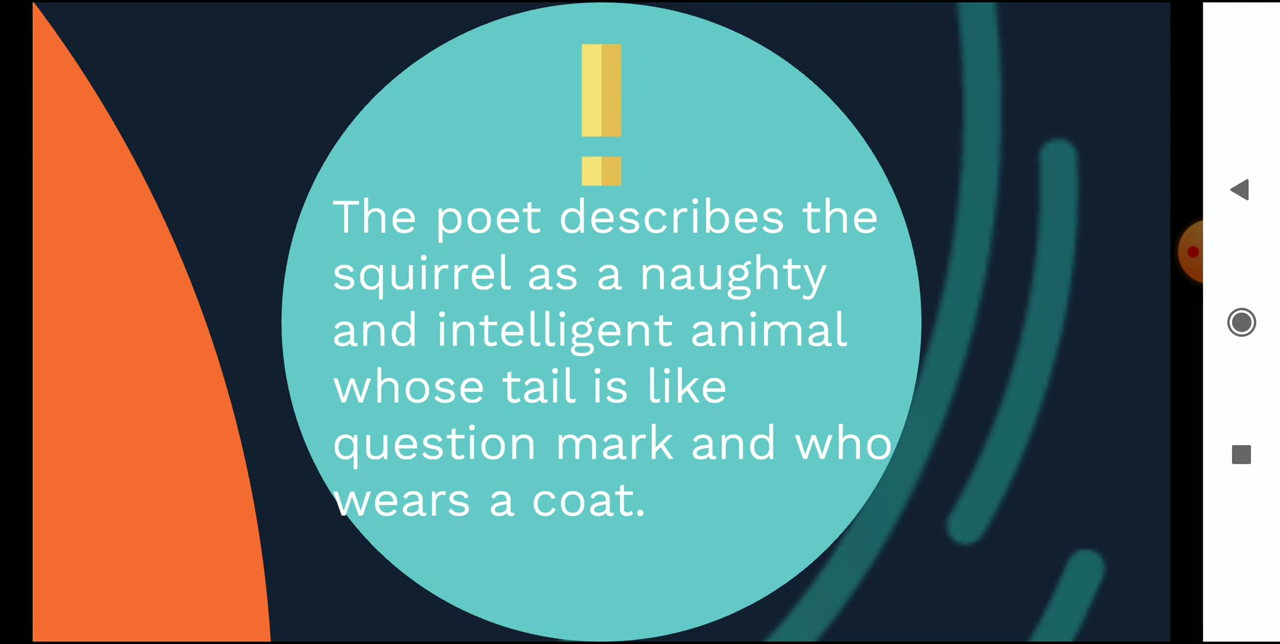 The poet describes the
squirrel as a naughty
and intelligent animal
whose tail is like
question mark and who
wears a coat.